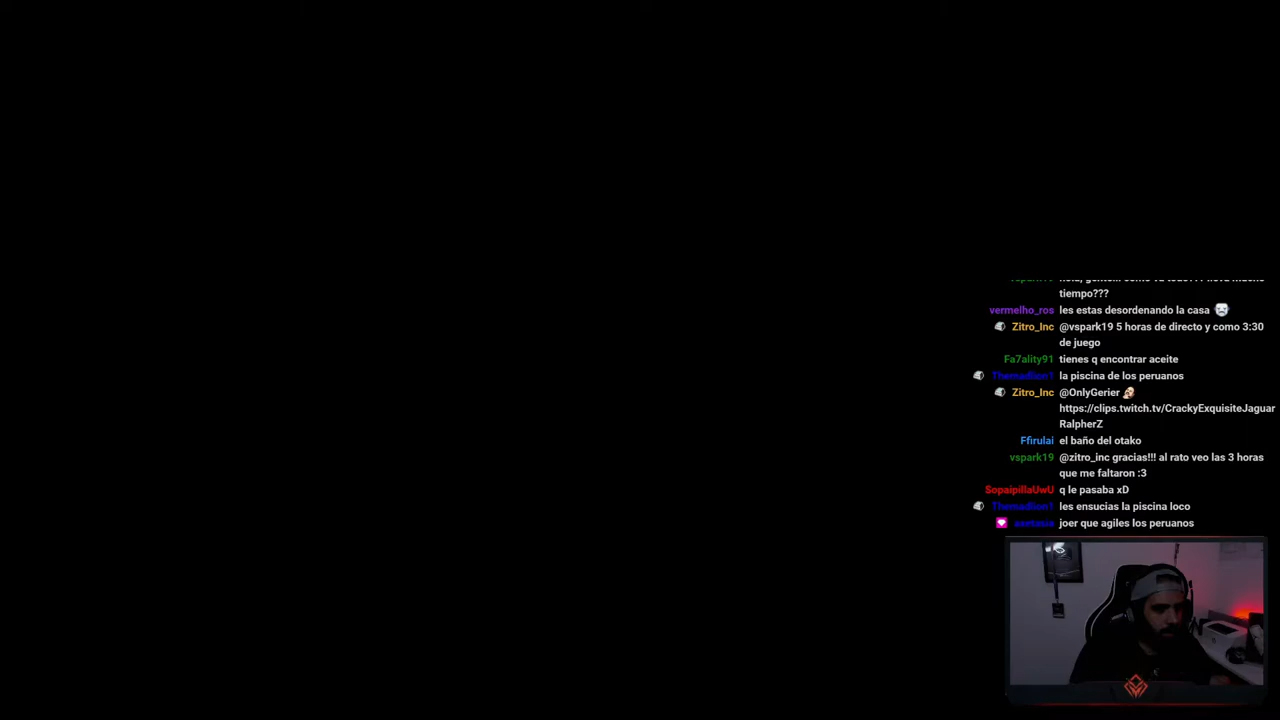 tiempo???
vermelho_ros les estas desordenando la casa
Zitro_Inc @vspark19 5 horas de directo y como 3:30
de juego
Fa7ality91 tienes q encontrar aceite
Themadiion1 la piscina de los peruanos
Zitro_Inc @OnlyGerier
https://clips.twitch.tv/CrackyExquisiteJaguar
RalpherZ
Ffirulai el baño del otako
vspark19 @zitro_inc gracias!!! al rato veo las 3 horas
que me faltaron :3
SopaipillaUwU q le pasaba xD
Themadiion1 les ensucias la piscina loco
joer que agiles los peruanos